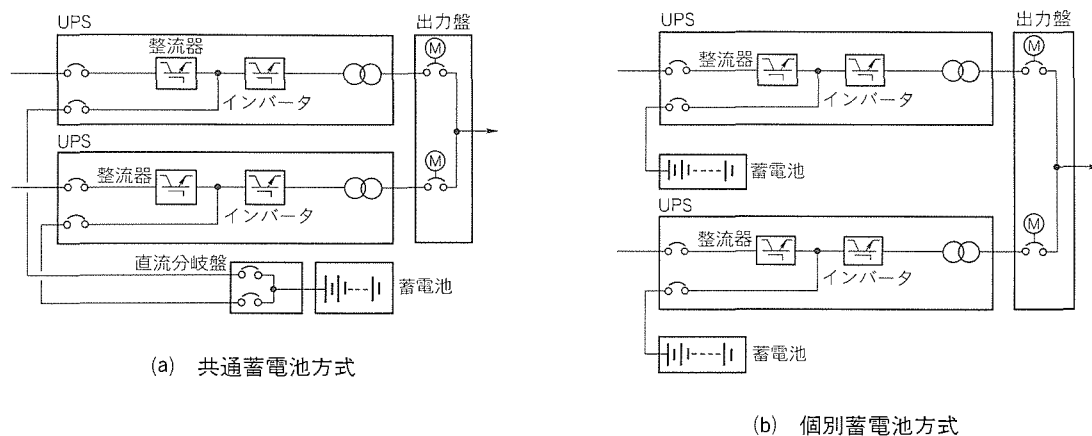 UPS
整流器
インバータ
出力盤
M
UPS
整流器
インバータ
M
直流分岐盤
蓄電池
(a) 共通蓄電池方式
UPS
整流器
インバータ
出力盤
M
蓄電池
UPS
整流器
インバータ
M
蓄電池
(b) 個別蓄電池方式